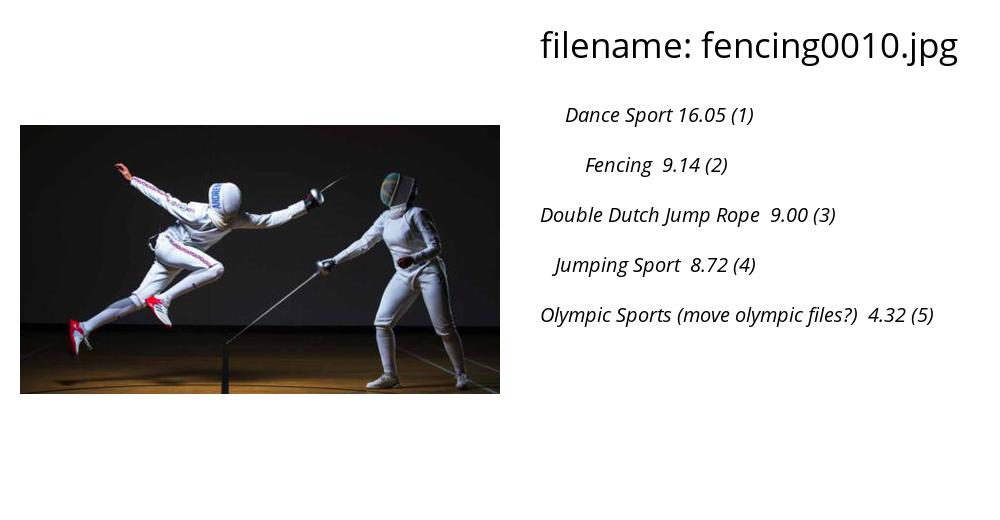 filename: fencing0010.jpg
Dance Sport 16.05 (1)
Fencing 9.14 (2)
Double Dutch Jump Rope 9.00 (3)
Jumping Sport 8.72 (4)
Olympic Sports (move olympic files?) 4.32 (5)
ANDREW